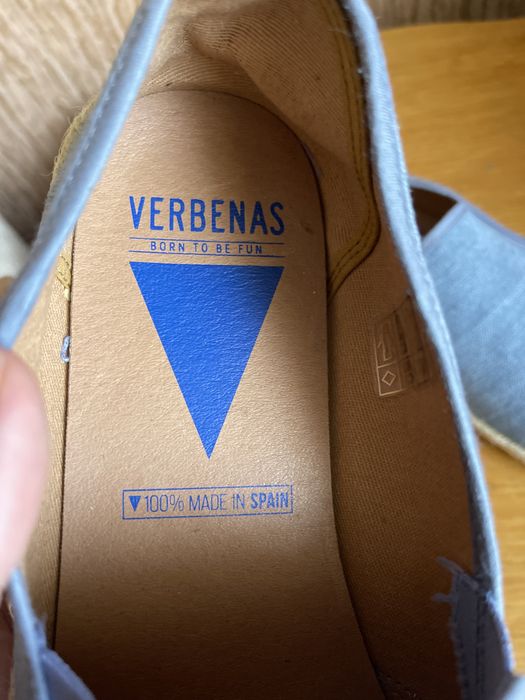 VERBENAS
BORN TO BE FUN
100% MADE IN SPAIN